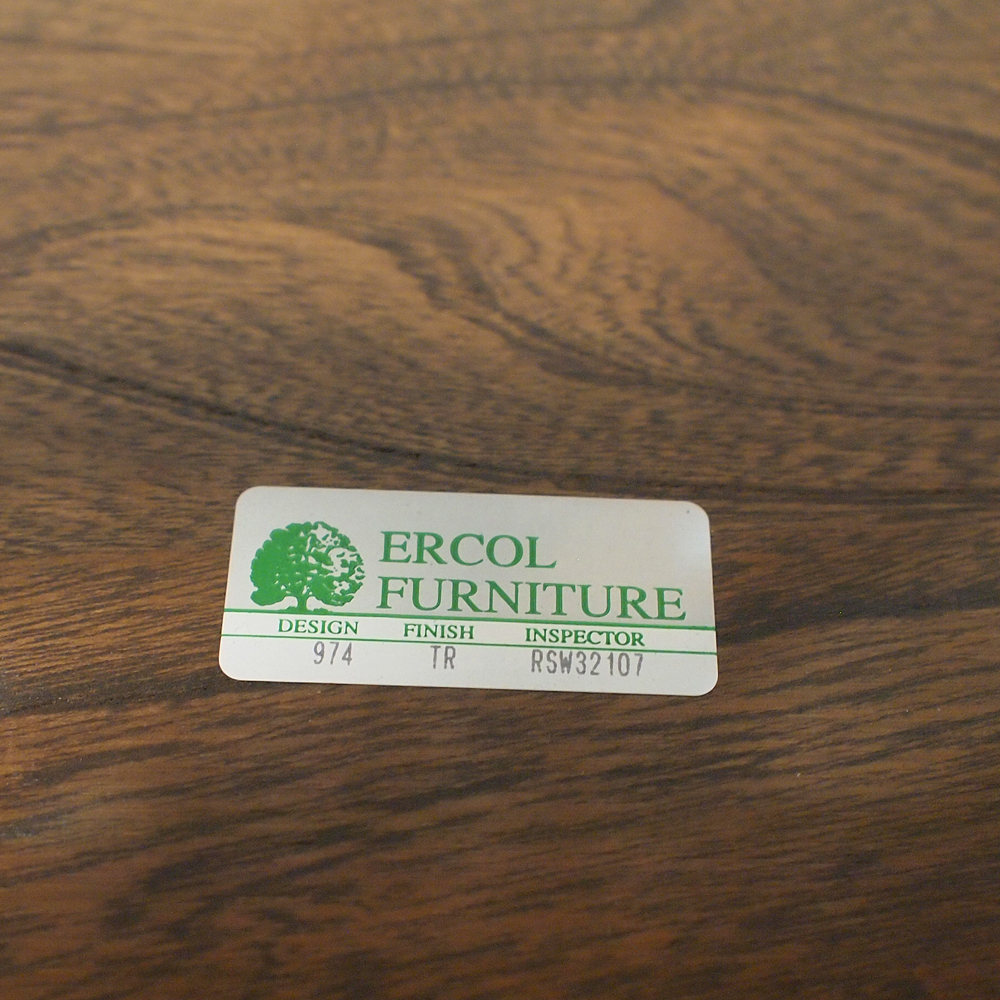 ERCOL
FURNITURE
DESIGN FINISH INSPECTOR
974 TR RSW32107